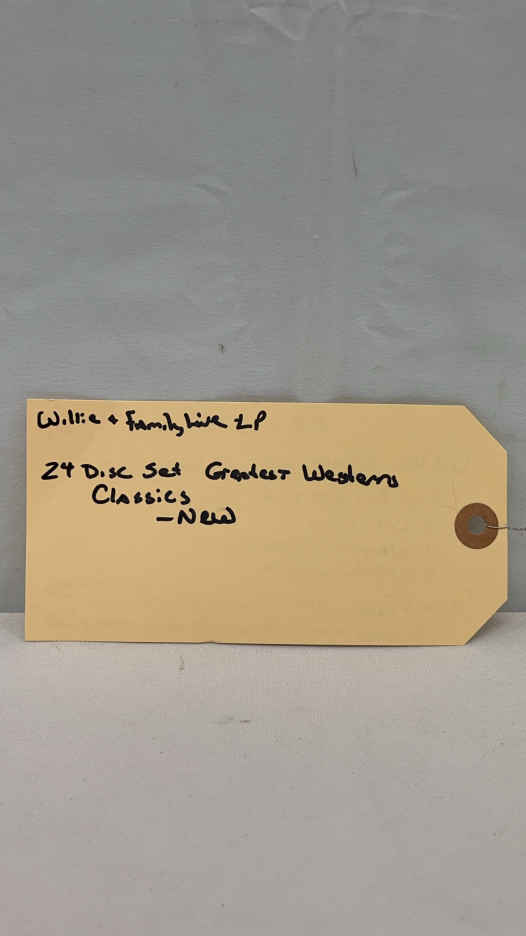 Willie & Family Live LP
24 Disc Set Greatest Westerns
Classics
- New